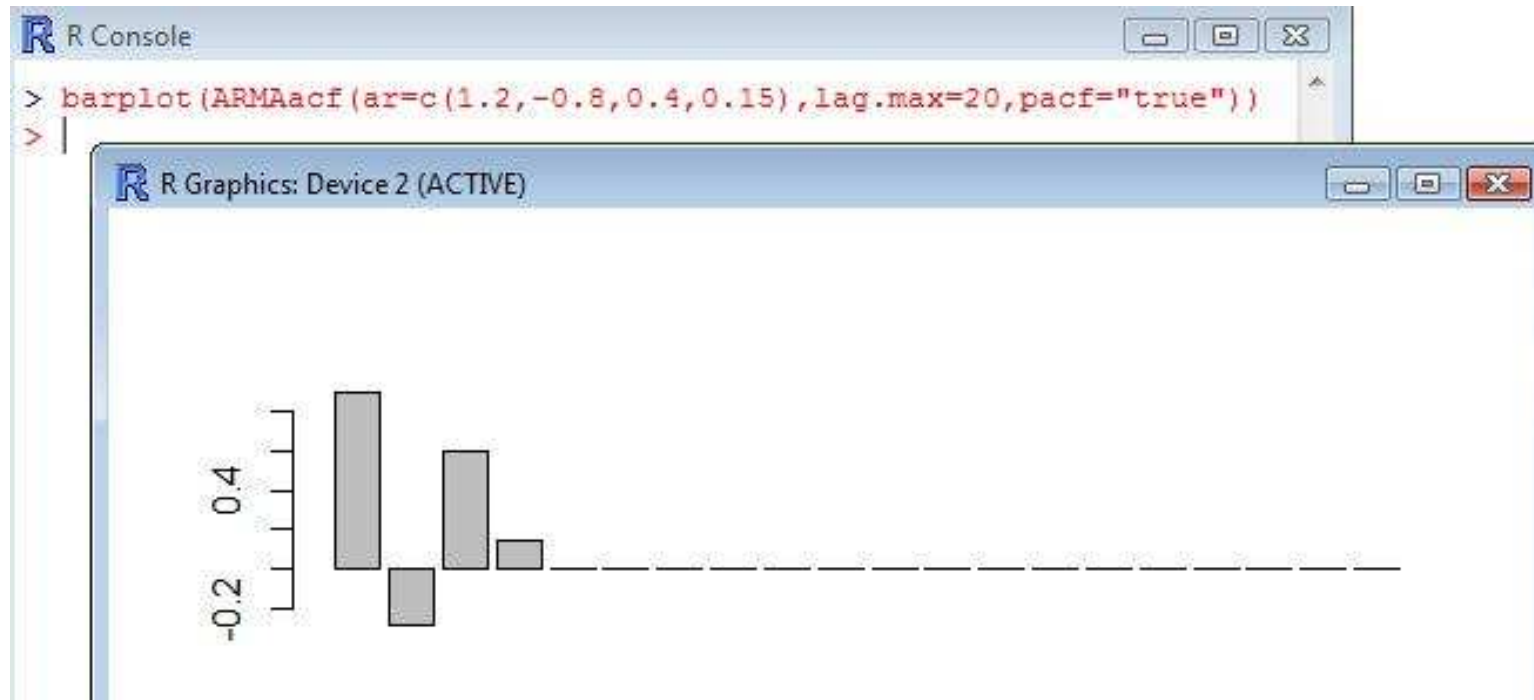 R Console
> barplot(ARMAacf(ar=c(1.2,-0.8,0.4,0.15),lag.max=20,pacf="true"))
> |
R Graphics: Device 2 (ACTIVE)
0.4
-0.2